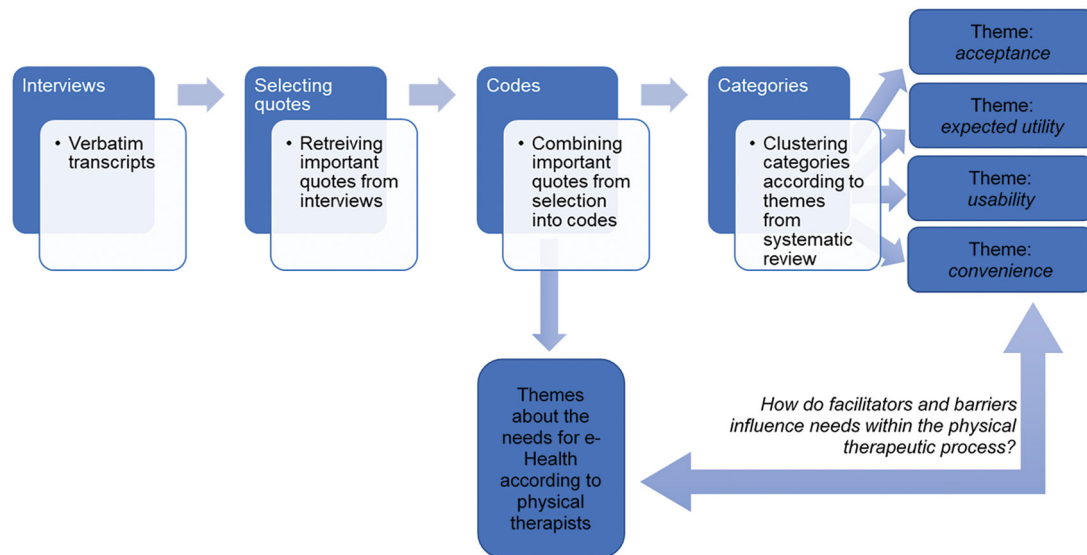 Interviews
• Verbatim
transcripts
Selecting
quotes
• Retreiving
important
quotes from
interviews
Codes
• Combining
important
quotes from
selection
into codes
Categories
• Clustering
categories
according to
themes
from
systematic
review
Theme:
acceptance
Theme:
expected utility
Theme:
usability
Theme:
convenience
Themes
about the
needs for e-
Health
according to
physical
therapists
How do facilitators and barriers
influence needs within the physical
therapeutic process?